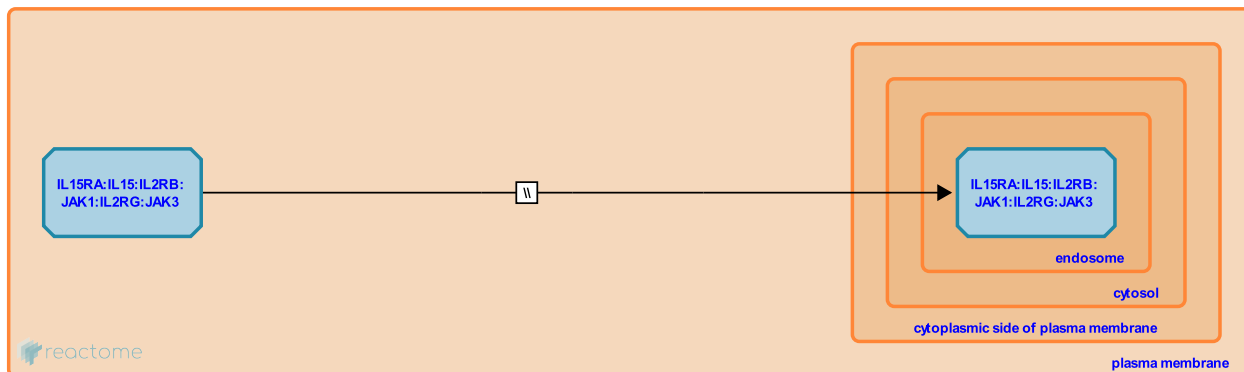 IL15RA:IL15:IL2RB:
JAK1:IL2RG:JAK3
\\
IL15RA:IL15:IL2RB:
JAK1:IL2RG:JAK3
endosome
cytosol
cytoplasmic side of plasma membrane
reactome
plasma membrane